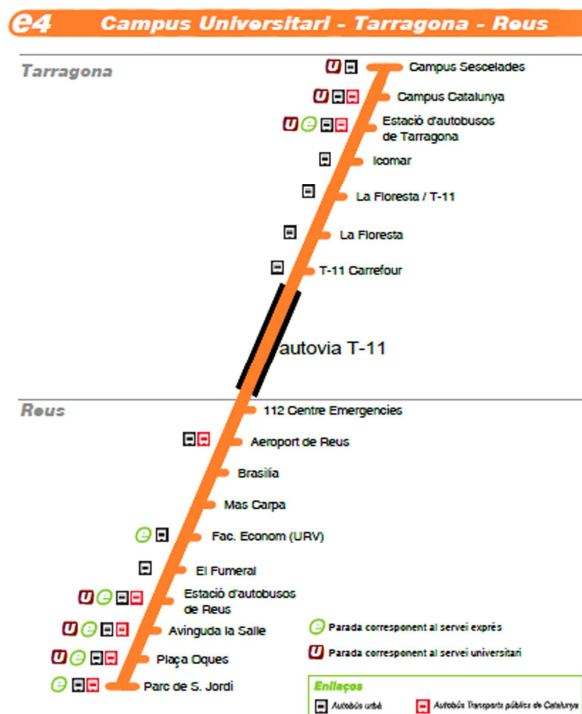 e4 Campus Universitari - Tarragona - Reus
Tarragona
Campus Sescelades
Campus Catalunya
Estació d'autobusos
de Tarragona
Icomar
La Floresta / T-11
La Floresta
T-11 Carrefour
autovia T-11
Reus
112 Centre Emergencies
Aeroport de Reus
Brasilia
Mas Carpa
Fac. Econom (URV)
El Fumeral
Estació d'autobusos
de Reus
Avinguda la Salle
Plaça Oques
Parc de S. Jordi
e Parada corresponent al servei exprés
U Parada corresponent al servei universitari
Enllaços
Autobús urbà
Autobús Transports públics de Catalunya